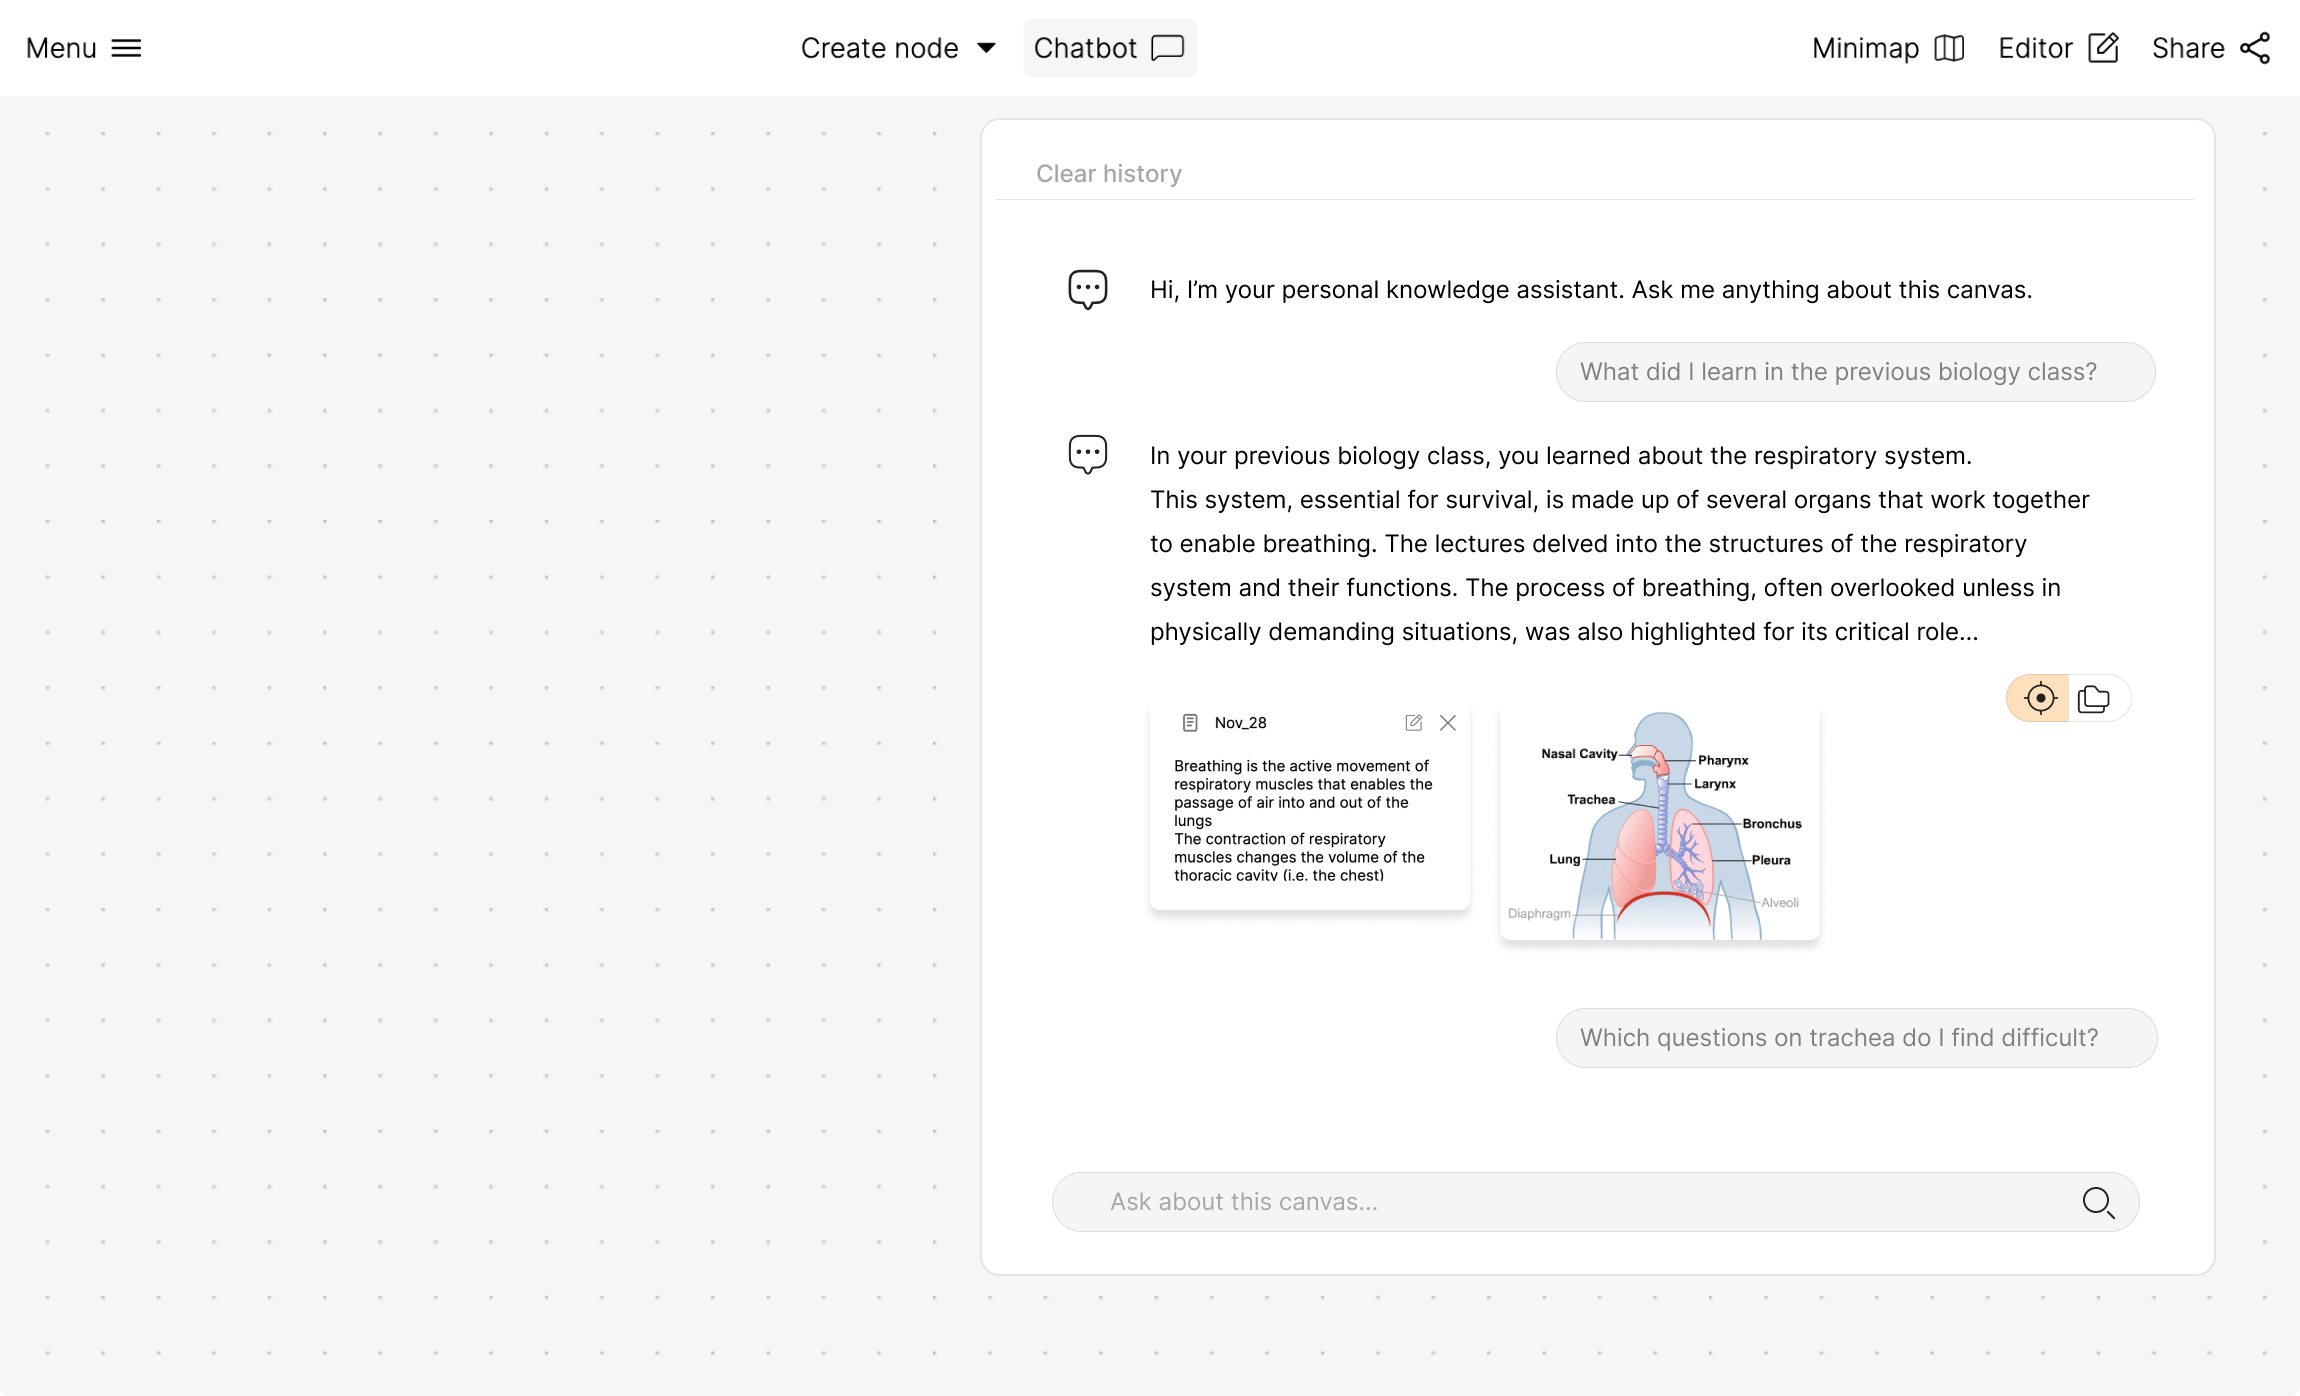 Menu
Create node
Chatbot
Minimap
Editor
Share
Clear history
Hi, I'm your personal knowledge assistant. Ask me anything about this canvas.
What did I learn in the previous biology class?
In your previous biology class, you learned about the respiratory system.
This system, essential for survival, is made up of several organs that work together
to enable breathing. The lectures delved into the structures of the respiratory
system and their functions. The process of breathing, often overlooked unless in
physically demanding situations, was also highlighted for its critical role...
Nov_28
Breathing is the active movement of
respiratory muscles that enables the
passage of air into and out of the
lungs
The contraction of respiratory
muscles changes the volume of the
thoracic cavity (i.e. the chest)
Nasal Cavity
Pharynx
Larynx
Trachea
Bronchus
Lung
Pleura
Alveoli
Diaphragm
Which questions on trachea do I find difficult?
Ask about this canvas...